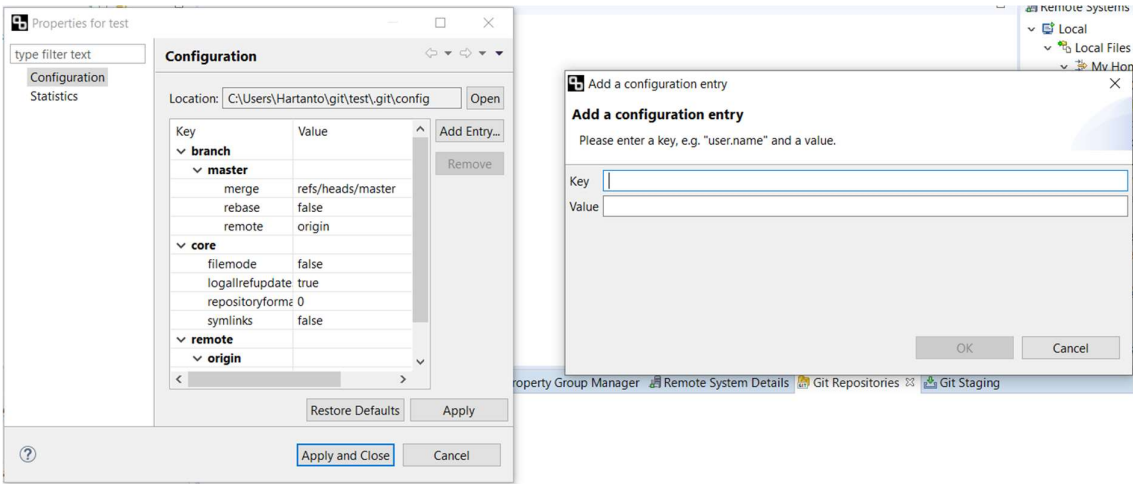 Properties for test
type filter text
Configuration
Statistics
Configuration
Location: C:\Users\Hartanto\git\test\.git\config Open
Key Value Add Entry...
branch Remove
master
merge refs/heads/master
rebase false
remote origin
core
filemode false
logallrefupdate true
repositoryforma 0
symlinks false
remote
origin
Restore Defaults Apply
Apply and Close Cancel
Remote Systems
Local
Local Files
My Hon
Add a configuration entry
Add a configuration entry
Please enter a key, e.g. "user.name" and a value.
Key
Value
OK Cancel
roperty Group Manager Remote System Details Git Repositories Git Staging